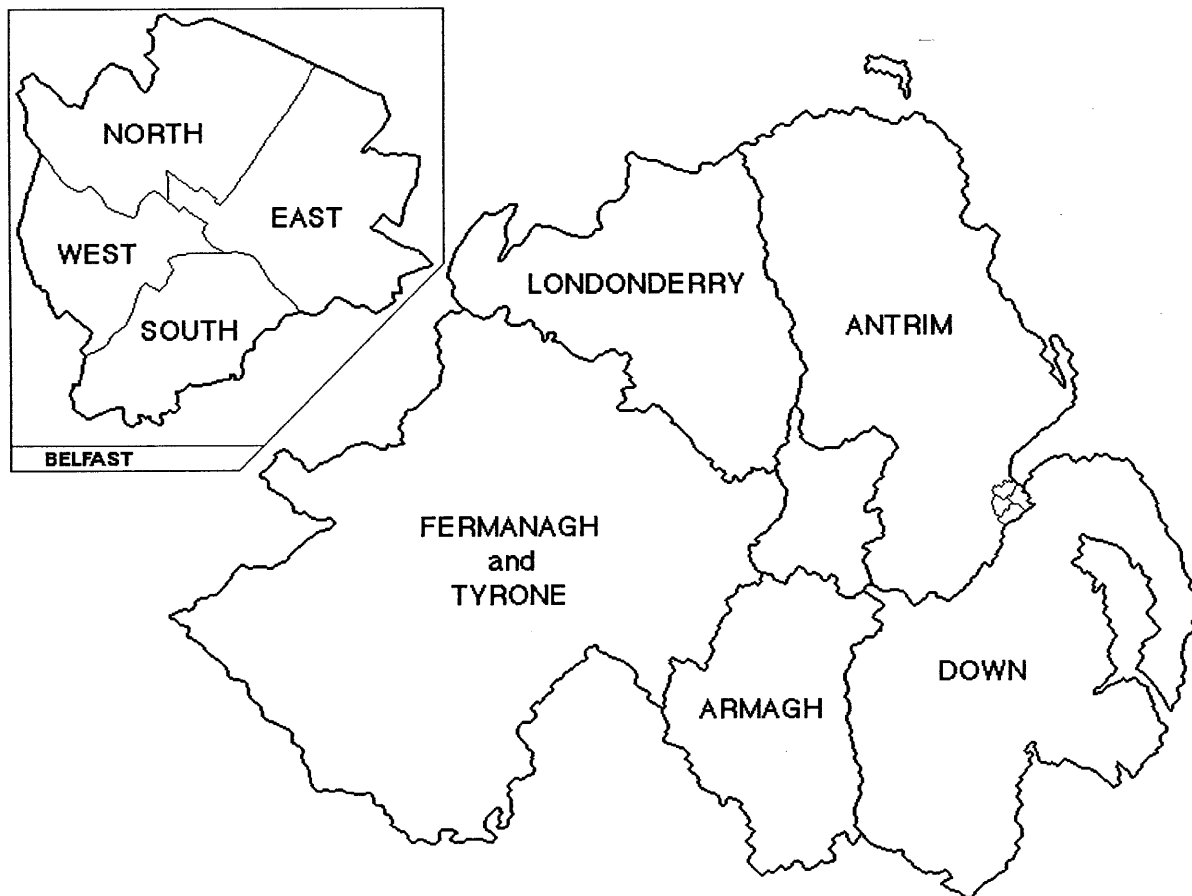 NORTH
EAST
WEST
SOUTH
BELFAST
LONDONDERRY
ANTRIM
FERMANAGH
and
TYRONE
DOWN
ARMAGH